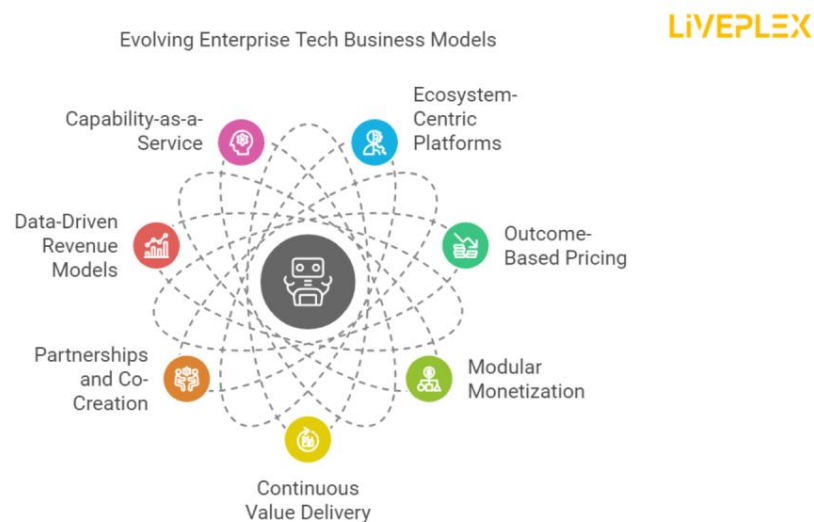 LiVEPLEX
Evolving Enterprise Tech Business Models
Capability-as-a-
Service
Ecosystem-
Centric
Platforms
Data-Driven
Revenue
Models
Outcome-
Based Pricing
Partnerships
and Co-
Creation
Modular
Monetization
Continuous
Value Delivery